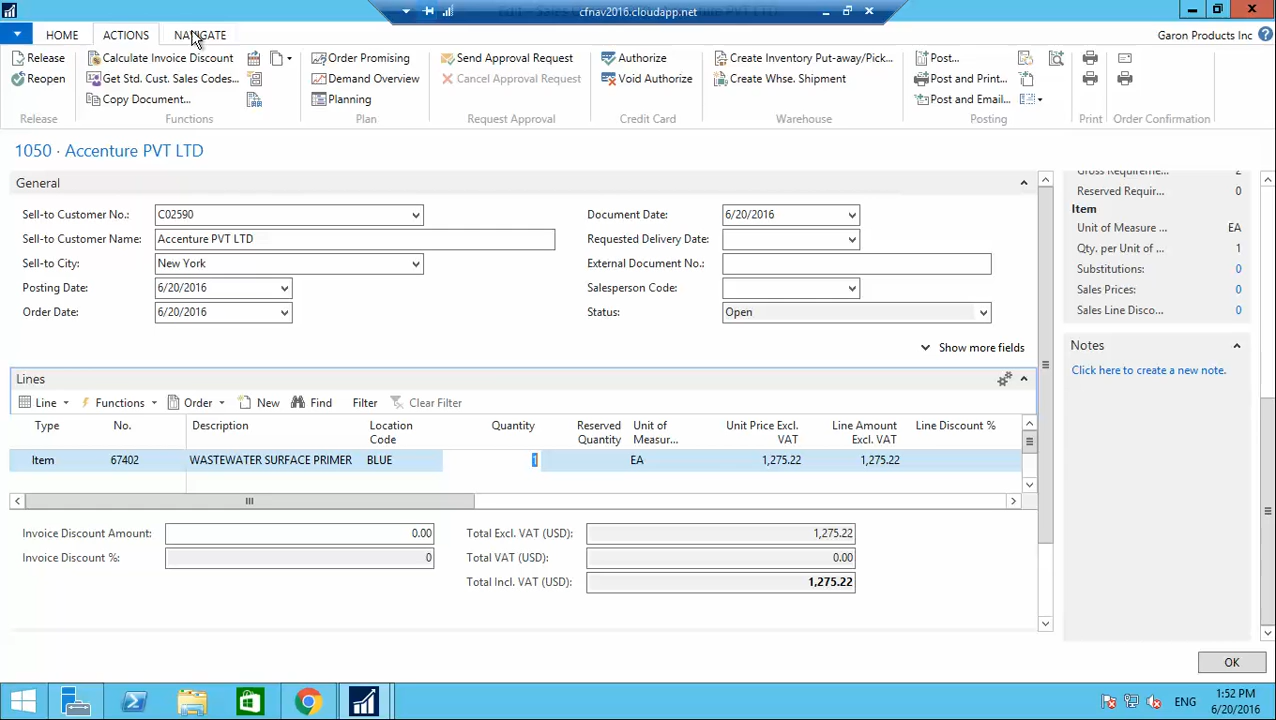 cfnav2016.cloudapp.net
HOME ACTIONS NAVIGATE Garon Products Inc
Release Calculate Invoice Discount Order Promising Send Approval Request Authorize Create Inventory Put-away/Pick... Post...
Reopen Get Std. Cust. Sales Codes... Demand Overview Cancel Approval Request Void Authorize Create Whse. Shipment Post and Print...
Copy Document... Planning Post and Email...
Release Functions Plan Request Approval Credit Card Warehouse Posting Print Order Confirmation
1050 · Accenture PVT LTD
General
Sell-to Customer No.: C02590 Document Date: 6/20/2016
Sell-to Customer Name: Accenture PVT LTD Requested Delivery Date:
Sell-to City: New York External Document No.:
Posting Date: 6/20/2016 Salesperson Code:
Order Date: 6/20/2016 Status: Open
Show more fields
Lines
Line Functions Order New Find Filter Clear Filter
Type No. Description Location Code Quantity Reserved Quantity Unit of Measur... Unit Price Excl. VAT Line Amount Excl. VAT Line Discount %
Item 67402 WASTEWATER SURFACE PRIMER BLUE 1 EA 1,275.22 1,275.22
Invoice Discount Amount: 0.00 Total Excl. VAT (USD): 1,275.22
Invoice Discount %: 0 Total VAT (USD): 0.00
Total Incl. VAT (USD): 1,275.22
Gross Requireme... 2
Reserved Requir... 0
Item
Unit of Measure ... EA
Qty. per Unit of ... 1
Substitutions: 0
Sales Prices: 0
Sales Line Disco... 0
Notes
Click here to create a new note.
OK
ENG 1:52 PM
6/20/2016